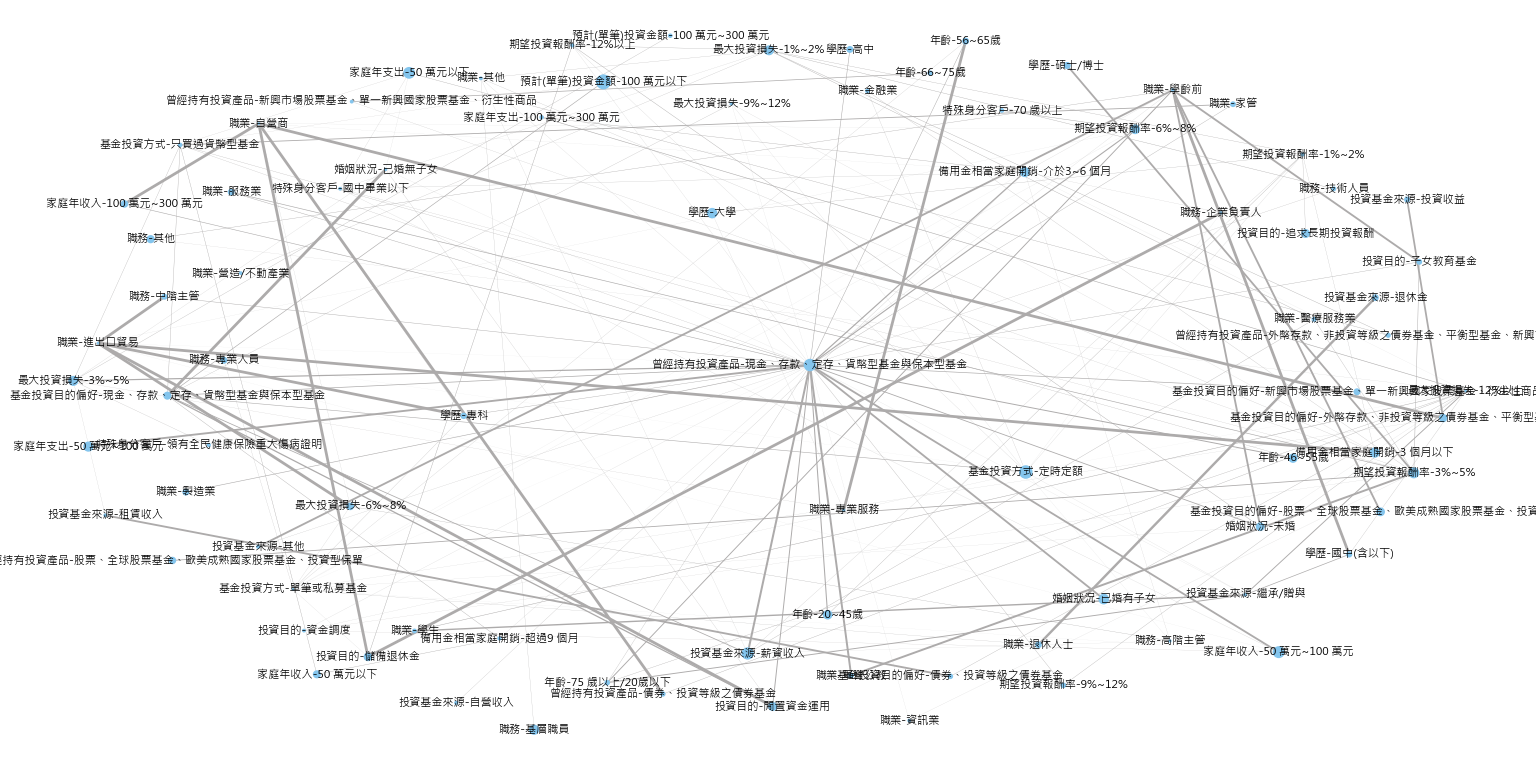 預計(單筆)投資金額-100 萬元~300 萬元
年齡-56~65歲
期望投資報酬率-12%以上
最大投資損失-1%~2%
學歷-高中
學歷-碩士/博士
家庭年支出-50 萬元以下
職業-其他
年齡-66~75歲
預計(單筆)投資金額-100 萬元以下
職業-金融業
職業-學齡前
曾經持有投資產品-新興市場股票基金、單一新興國家股票基金、衍生性商品
最大投資損失-9%~12%
職業-家管
特殊身分客戶-70 歲以上
家庭年支出-100 萬元~300 萬元
職業-自營商
期望投資報酬率-6%~8%
基金投資方式-只買過貨幣型基金
期望投資報酬率-1%~2%
婚姻狀況-已婚無子女
備用金相當家庭開銷-介於3~6 個月
特殊身分客戶-國中畢業以下
職業-服務業
職務-技術人員
投資基金來源-投資收益
家庭年收入-100 萬元~300 萬元
學歷-大學
職務-企業負責人
投資目的-追求長期投資報酬
職務-其他
投資目的-子女教育基金
職業-營造/不動產業
職務-中階主管
投資基金來源-退休金
職業-醫療服務業
曾經持有投資產品-外幣存款、非投資等級之債券基金、平衡型基金、新興
職業-進出口貿易
職務-專業人員
曾經持有投資產品-現金、存款、定存、貨幣型基金與保本型基金
最大投資損失-3%~5%
基金投資目的偏好-現金、存款、定存、貨幣型基金與保本型基金
基金投資目的偏好-新興市場股票基金、單一新興國家股票基金、衍生性商品
最大投資損失-12%以上
學歷-專科
基金投資目的偏好-外幣存款、非投資等級之債券基金、平衡型
家庭年支出-50 萬元~100 萬元
特殊身分客戶-領有全民健康保險重大傷病證明
備用金相當家庭開銷-3 個月以下
年齡-46~55歲
基金投資方式-定時定額
期望投資報酬率-3%~5%
職業-製造業
最大投資損失-6%~8%
職業-專業服務
基金投資目的偏好-股票、全球股票基金、歐美成熟國家股票基金、投資
投資基金來源-租賃收入
婚姻狀況-未婚
投資基金來源-其他
學歷-國中(含以下)
經持有投資產品-股票、全球股票基金、歐美成熟國家股票基金、投資型保單
基金投資方式-單筆或私募基金
投資基金來源-繼承/贈與
婚姻狀況-已婚有子女
年齡-20~45歲
投資目的-資金調度
職業-學生
備用金相當家庭開銷-超過9 個月
職務-高階主管
職業-退休人士
家庭年收入-50 萬元~100 萬元
投資基金來源-薪資收入
投資目的-儲備退休金
家庭年收入-50 萬元以下
基金投資目的偏好-債券、投資等級之債券基金
年齡-75 歲以上/20歲以下
期望投資報酬率-9%~12%
曾經持有投資產品-債券、投資等級之債券基金
投資基金來源-自營收入
投資目的-閒置資金運用
職業-資訊業
職務-基層職員